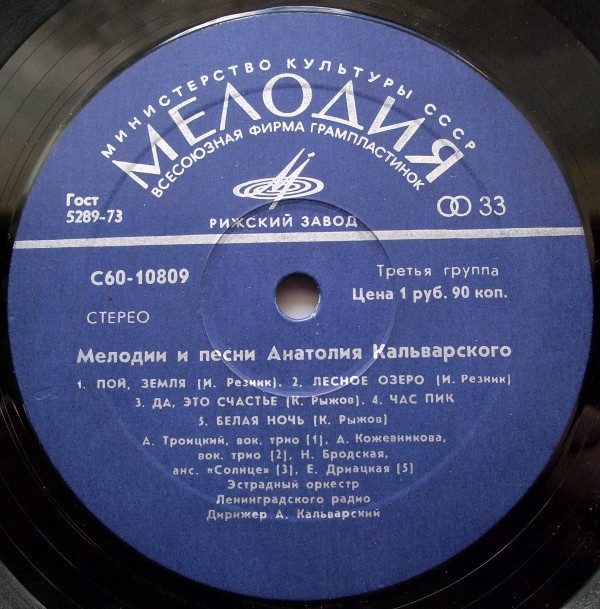 МИНИСТЕРСТВО КУЛЬТУРЫ СССР
МЕЛОДИЯ
ВСЕСОЮЗНАЯ ФИРМА ГРАМПЛАСТИНОК
Гост
5289-73
33
РИЖСКИЙ ЗАВОД
С60-10809
Третья группа
Цена 1 руб. 90 коп.
СТЕРЕО
Мелодии и песни Анатолия Кальварского
1. ПОЙ, ЗЕМЛЯ (И. Резник). 2. ЛЕСНОЕ ОЗЕРО (И. Резник)
3. ДА, ЭТО СЧАСТЬЕ (К. Рыжов). 4. ЧАС ПИК
5. БЕЛАЯ НОЧЬ (К. Рыжов)
А. Троицкий, вок. трио (1), А. Кожевникова,
вок. трио (2), Н. Бродская,
анс. «Солнце» (3), Е. Дриацкая (5)
Эстрадный оркестр
Ленинградского радио
Дирижер А. Кальварский